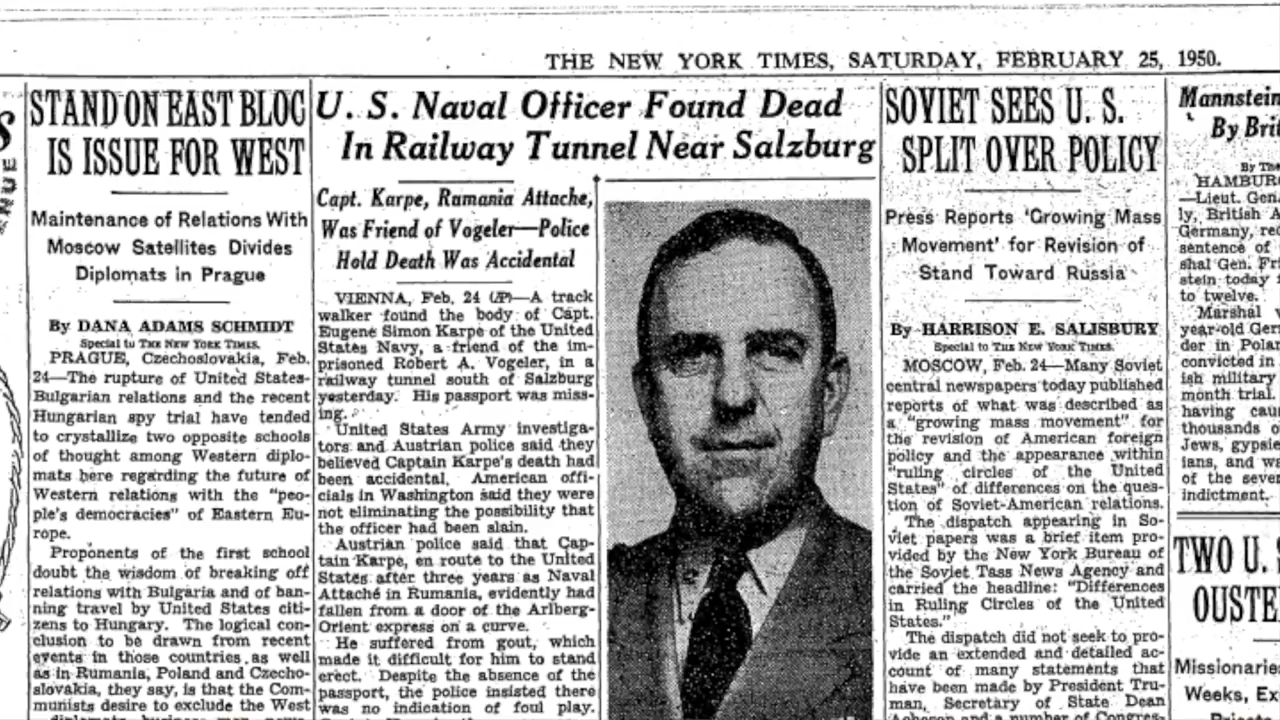 THE NEW YORK TIMES, SATURDAY, FEBRUARY 25, 1950.
STAND ON EAST BLOC
IS ISSUE FOR WEST
Maintenance of Relations With
Moscow Satellites Divides
Diplomats in Prague
By DANA ADAMS SCHMIDT
Special to THE NEW YORK TIMES.
PRAGUE, Czechoslovakia, Feb.
24—The rupture of United States-
Bulgarian relations and the recent
Hungarian spy trial have tended
to crystallize two opposite schools
of thought among Western diplo-
mats here regarding the future of
Western relations with the "peo-
ple's democracies" of Eastern Eu-
rope.
Proponents of the first school
doubt the wisdom of breaking off
relations with Bulgaria and of ban-
ning travel by United States citi-
zens to Hungary. The logical con-
clusion to be drawn from recent
events in those countries as well
as in Rumania, Poland and Czecho-
slovakia, they say, is that the Com-
munists desire to exclude the West
U. S. Naval Officer Found Dead
In Railway Tunnel Near Salzburg
Capt. Karpe, Rumania Attache,
Was Friend of Vogeler—Police
Hold Death Was Accidental
VIENNA, Feb. 24 (AP)—A track
walker found the body of Capt.
Eugene Simon Karpe of the United
States Navy, a friend of the im-
prisoned Robert A. Vogeler, in a
railway tunnel south of Salzburg
yesterday. His passport was miss-
ing.
United States Army investiga-
tors and Austrian police said they
believed Captain Karpe's death had
been accidental. American offi-
cials in Washington said they were
not eliminating the possibility that
the officer had been slain.
Austrian police said that Cap-
tain Karpe, en route to the United
States after three years as Naval
Attaché in Rumania, evidently had
fallen from a door of the Arlberg-
Orient express on a curve.
He suffered from gout, which
made it difficult for him to stand
erect. Despite the absence of the
passport, the police insisted there
was no indication of foul play.
SOVIET SEES U. S.
SPLIT OVER POLICY
Press Reports 'Growing Mass
Movement' for Revision of
Stand Toward Russia
By HARRISON E. SALISBURY
Special to THE NEW YORK TIMES.
MOSCOW, Feb. 24—Many Soviet
central newspapers today published
reports of what was described as
a "growing mass movement" for
the revision of American foreign
policy and the appearance within
"ruling circles of the United
States" of differences on the ques-
tion of Soviet-American relations.
The dispatch appearing in So-
viet papers was a brief item pro-
vided by the New York Bureau of
the Soviet Tass News Agency and
carried the headline: "Differences
in Ruling Circles of the United
States."
The dispatch did not seek to pro-
vide an extended and detailed ac-
count of many statements that
have been made by President Tru-
man, Secretary of State Dean
Mannstein
By Bri
By The
HAMBUR
—Lieut. Gen
ly, British A
Germany, re
sentence of
shal Gen. Fri
stein today
to twelve.
Marshal
year-old Ger
der in Polan
convicted in
ish military
month trial.
having cau
thousands o
Jews, gypsie
ians, and w
of the seve
indictment.
TWO U. S
OUSTE
Missionarie
Weeks, Ex